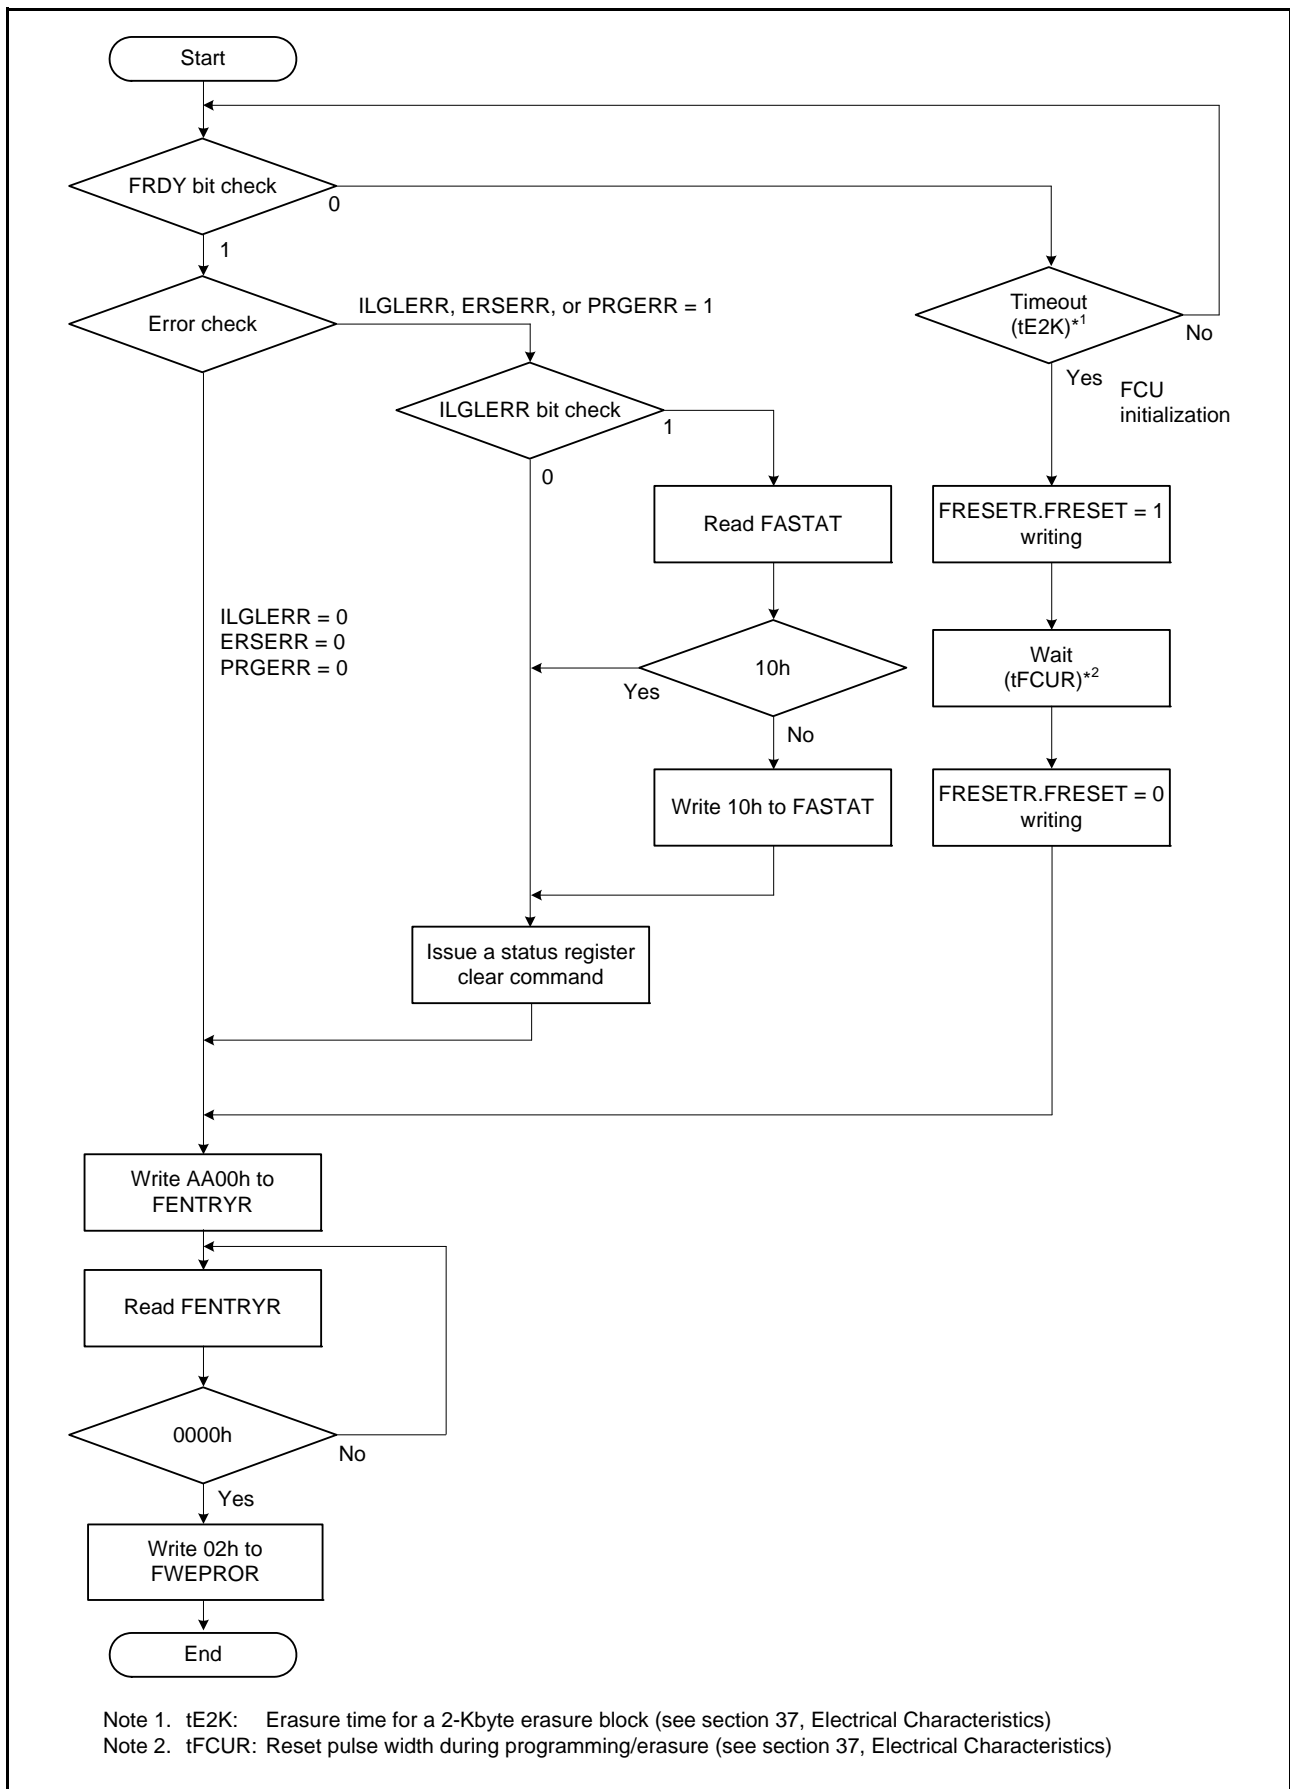 Start
FRDY bit check
0
1
Error check
ILGLERR, ERSERR, or PRGERR = 1
Timeout
(tE2K)*1
No
Yes
FCU
initialization
ILGLERR bit check
1
0
Read FASTAT
FRESETR.FRESET = 1
writing
ILGLERR = 0
ERSERR = 0
PRGERR = 0
10h
Yes
No
Wait
(tFCUR)*2
Write 10h to FASTAT
FRESETR.FRESET = 0
writing
Issue a status register
clear command
Write AA00h to
FENTRYR
Read FENTRYR
0000h
No
Yes
Write 02h to
FWEPROR
End
Note 1. tE2K: Erasure time for a 2-Kbyte erasure block (see section 37, Electrical Characteristics)
Note 2. tFCUR: Reset pulse width during programming/erasure (see section 37, Electrical Characteristics)